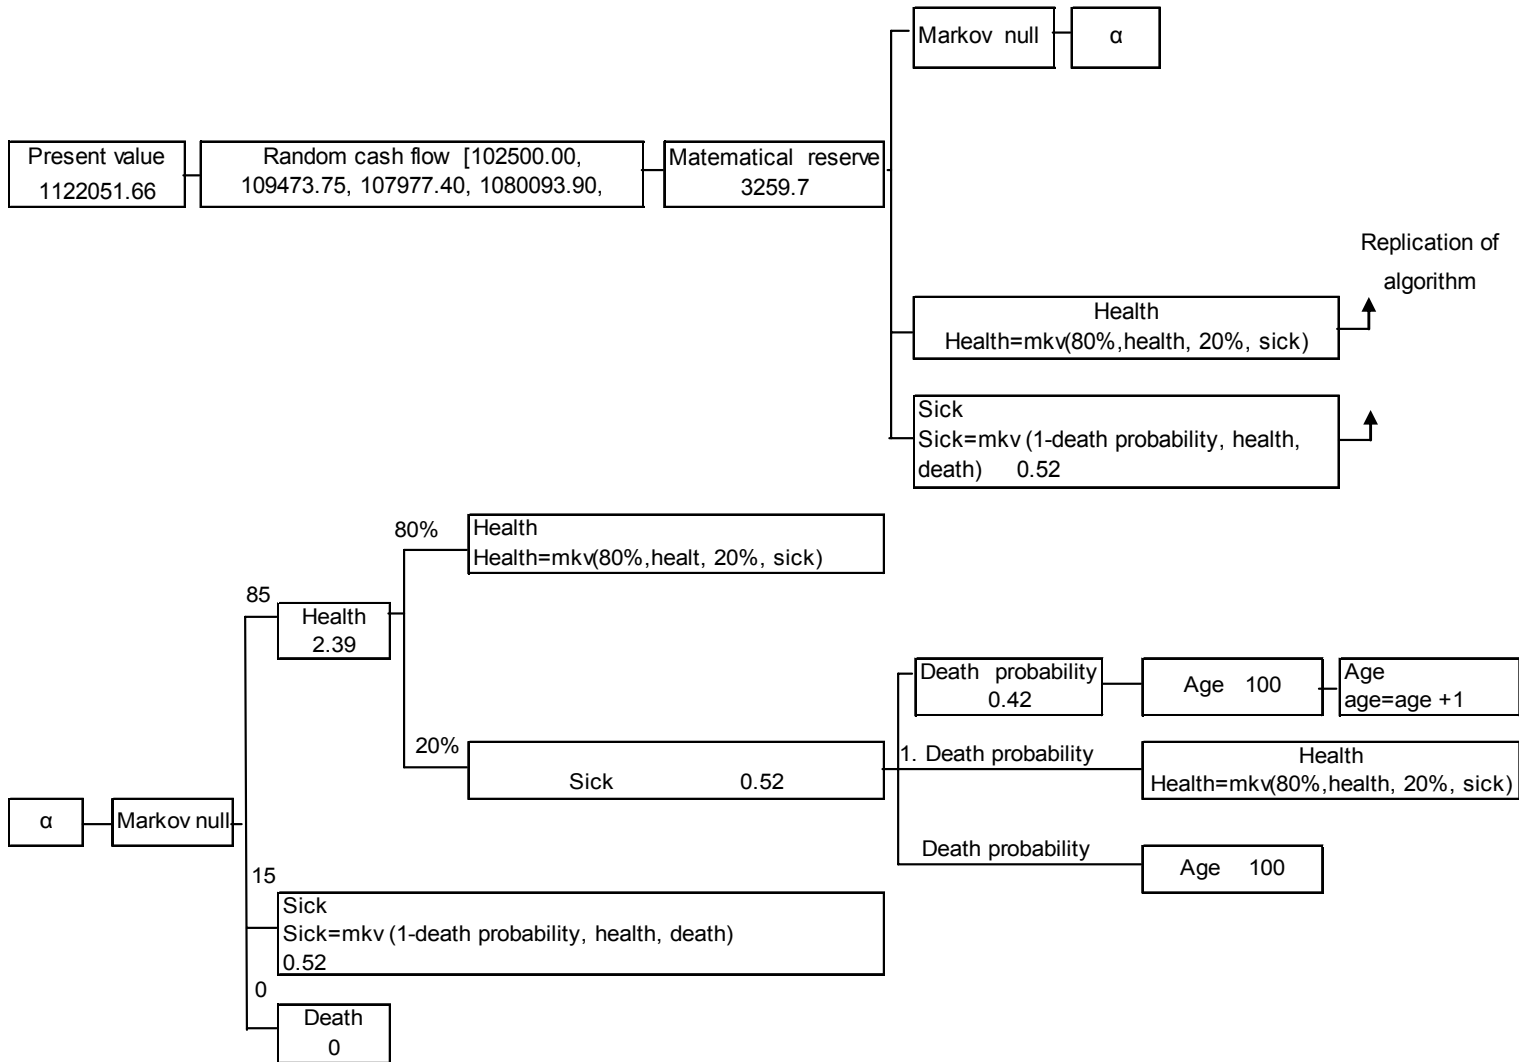 Markov null
α
Present value
1122051.66
Random cash flow [102500.00,
109473.75, 107977.40, 1080093.90,
Matematical reserve
3259.7
Replication of
algorithm
Health
Health=mkv(80%,health, 20%, sick)
Sick
Sick=mkv (1-death probability, health,
death) 0.52
80%
Health
Health=mkv(80%,healt, 20%, sick)
85
Health
2.39
Death probability
0.42
Age 100
Age
age=age +1
20%
Sick 0.52
1. Death probability
Health
Health=mkv(80%,health, 20%, sick)
α
Markov null
Death probability
Age 100
15
Sick
Sick=mkv (1-death probability, health, death)
0.52
0
Death
0